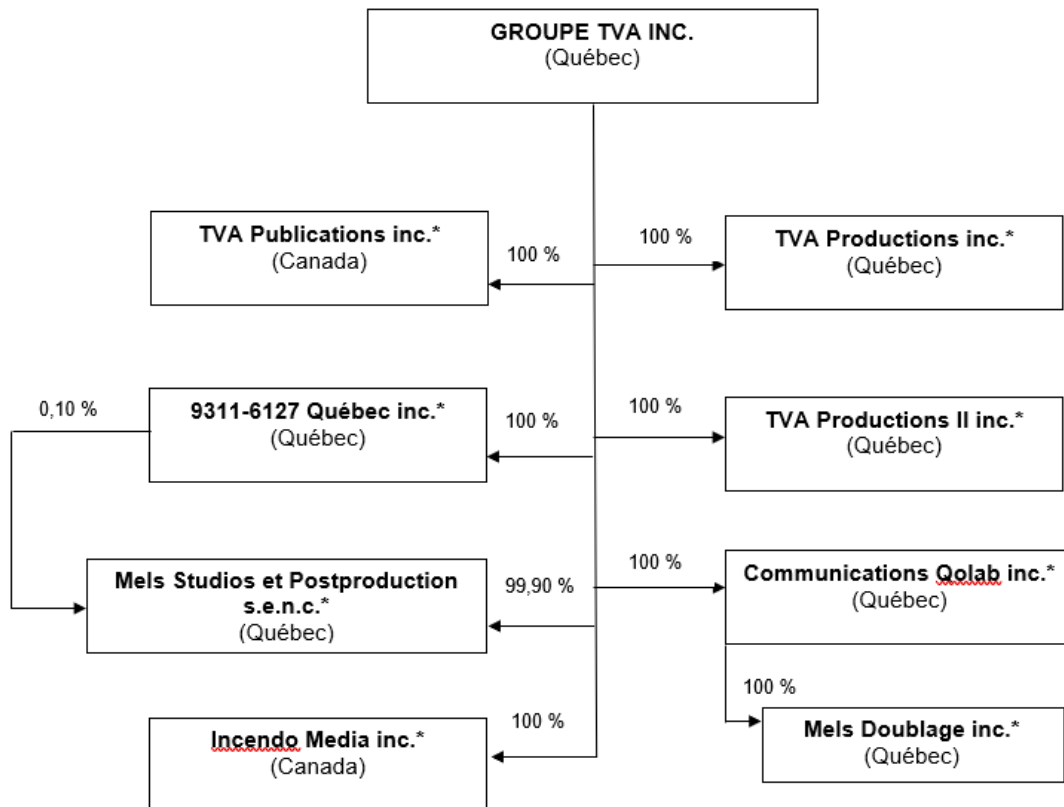 GROUPE TVA INC.
(Québec)
TVA Publications inc.*
(Canada)
100 %
100 %
TVA Productions inc.*
(Québec)
0,10 %
9311-6127 Québec inc.*
(Québec)
100 %
100 %
TVA Productions II inc.*
(Québec)
Mels Studios et Postproduction
s.e.n.c.*
(Québec)
99,90 %
100 %
Communications Qolab inc.*
(Québec)
100 %
Mels Doublage inc.*
(Québec)
Incendo Media inc.*
(Canada)
100 %